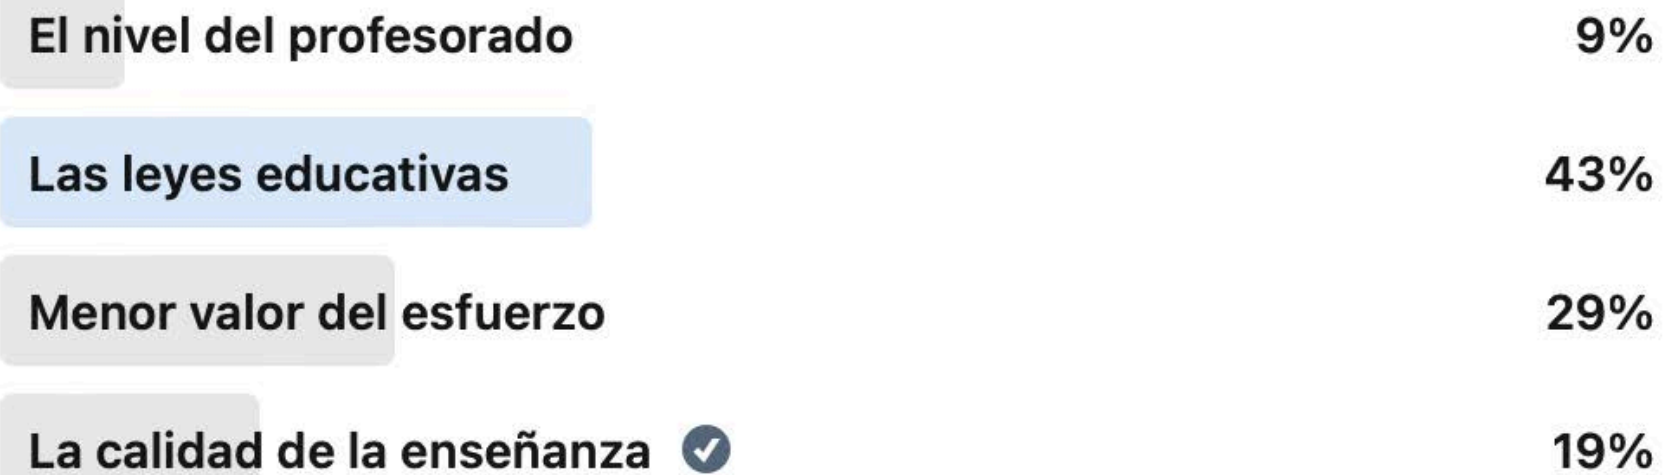 El nivel del profesorado 9%
Las leyes educativas 43%
Menor valor del esfuerzo 29%
La calidad de la enseñanza 19%